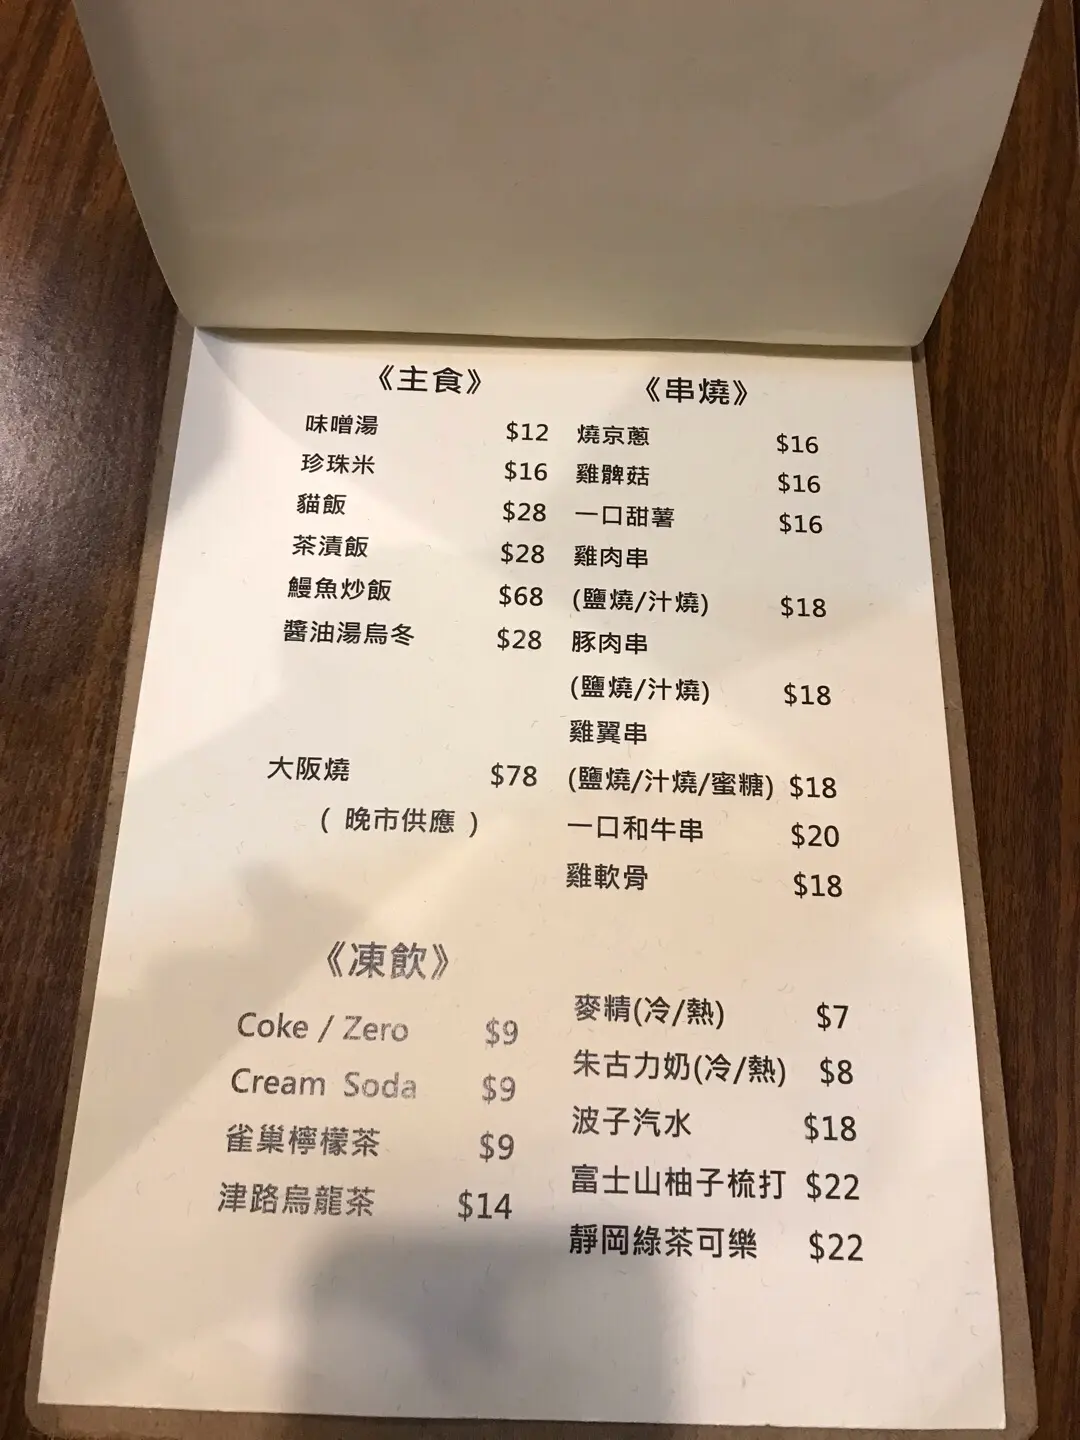 《主食》
味噌湯 $12
珍珠米 $16
貓飯 $28
茶漬飯 $28
鰻魚炒飯 $68
醬油湯烏冬 $28
大阪燒 $78
( 晚市供應 )
《串燒》
燒京蔥 $16
雞髀菇 $16
一口甜薯 $16
雞肉串
(鹽燒/汁燒) $18
豚肉串
(鹽燒/汁燒) $18
雞翼串
(鹽燒/汁燒/蜜糖) $18
一口和牛串 $20
雞軟骨 $18
《凍飲》
Coke / Zero $9
Cream Soda $9
雀巢檸檬茶 $9
津路烏龍茶 $14
麥精(冷/熱) $7
朱古力奶(冷/熱) $8
波子汽水 $18
富士山柚子梳打 $22
靜岡綠茶可樂 $22